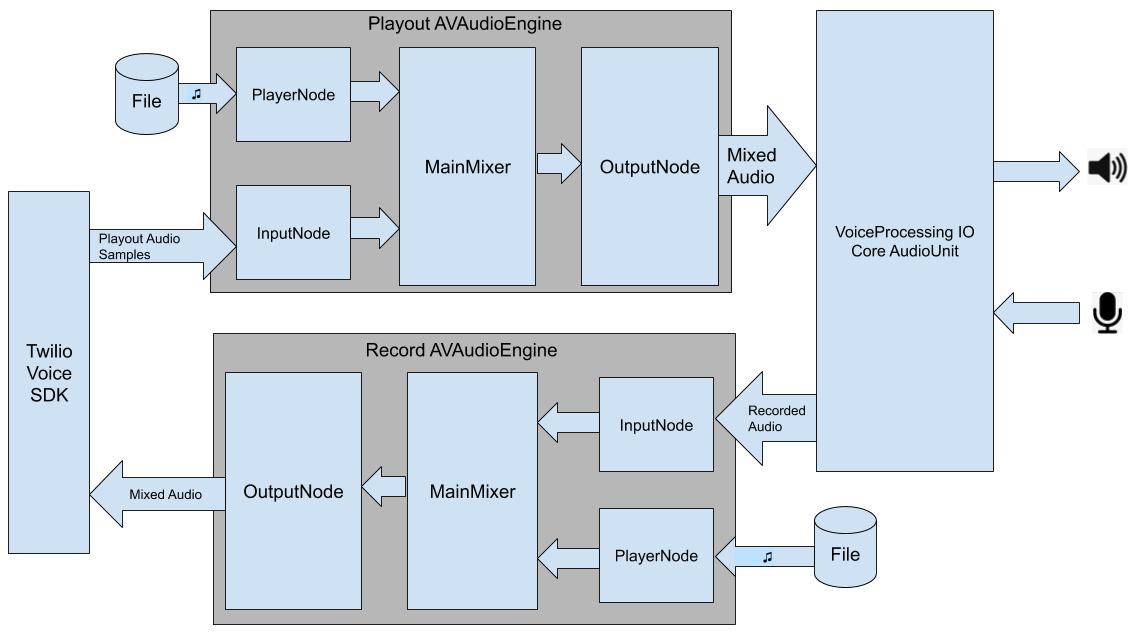 Playout AVAudioEngine
File
♫
PlayerNode
MainMixer
OutputNode
Mixed
Audio
InputNode
Playout Audio
Samples
VoiceProcessing IO
Core AudioUnit
Twilio
Voice
SDK
Record AVAudioEngine
InputNode
Recorded
Audio
OutputNode
MainMixer
Mixed Audio
PlayerNode
♫
File